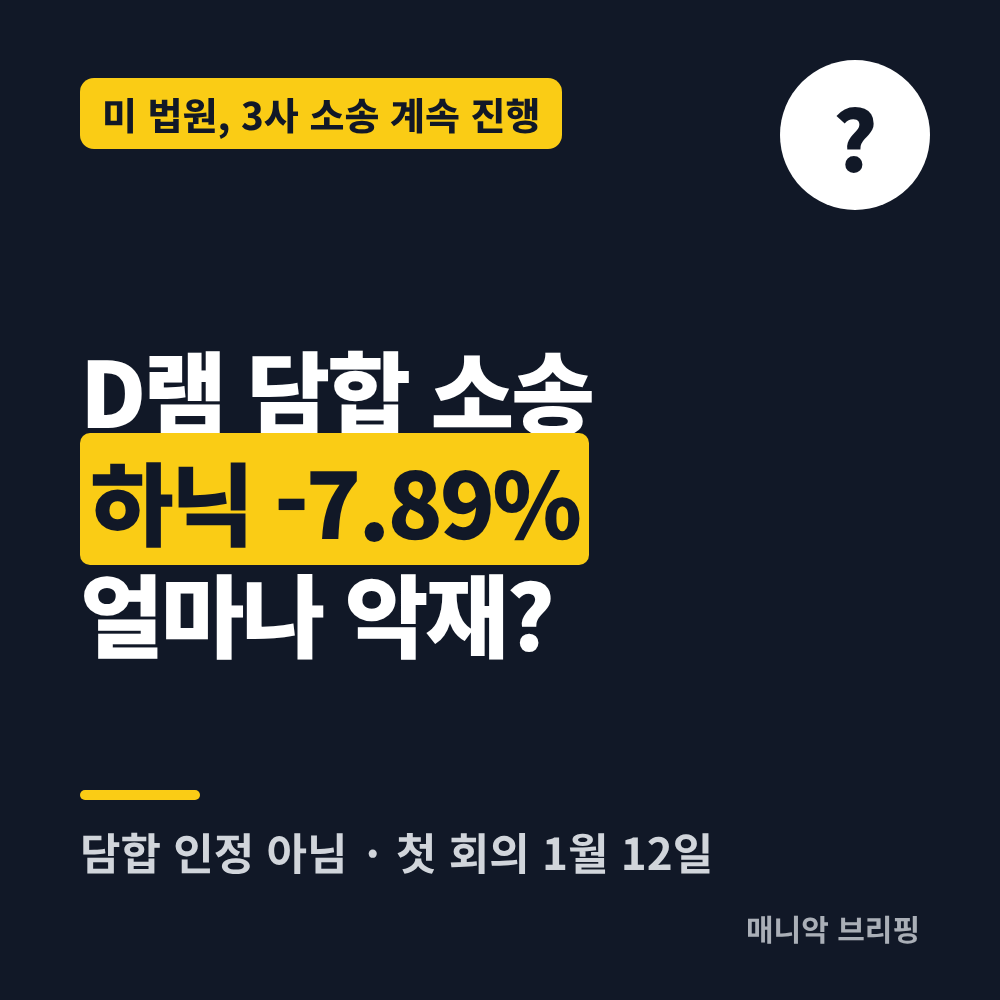 미 법원, 3사 소송 계속 진행
?
D램 담합 소송
하닉 -7.89%
얼마나 악재?
담합 인정 아님 · 첫 회의 1월 12일
매니악 브리핑